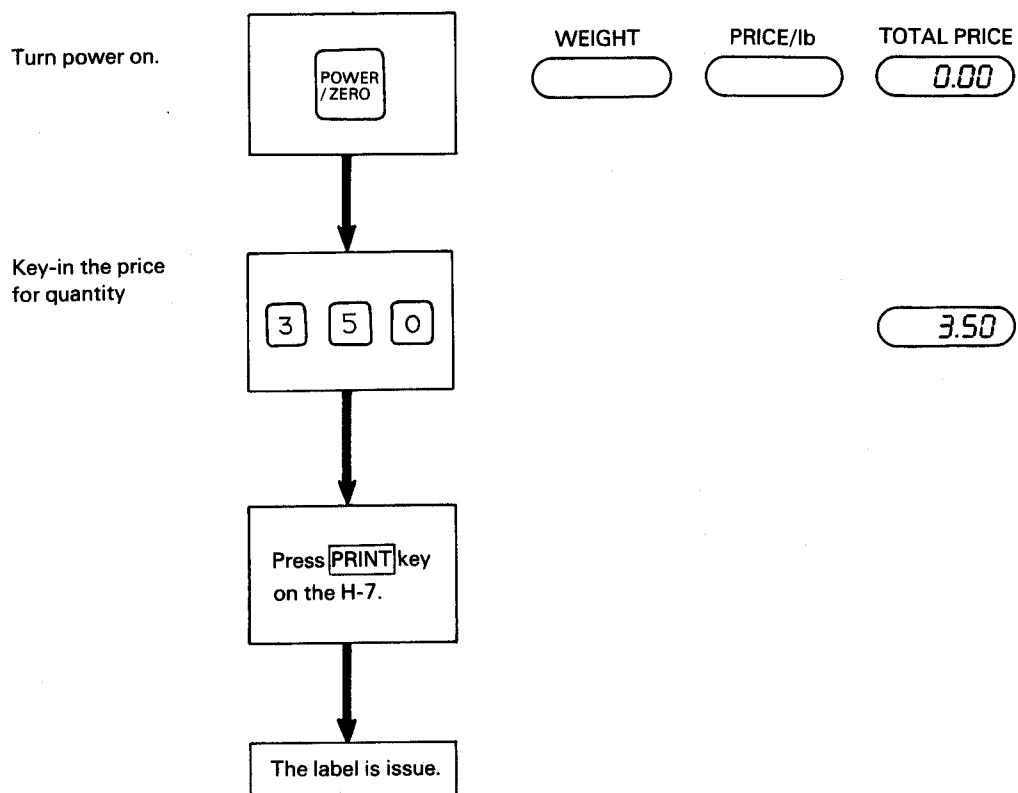 Turn power on.
POWER
/ZERO
WEIGHT
PRICE/lb
TOTAL PRICE
0.00
Key-in the price
for quantity
3 5 0
3.50
Press PRINT key
on the H-7.
The label is issue.